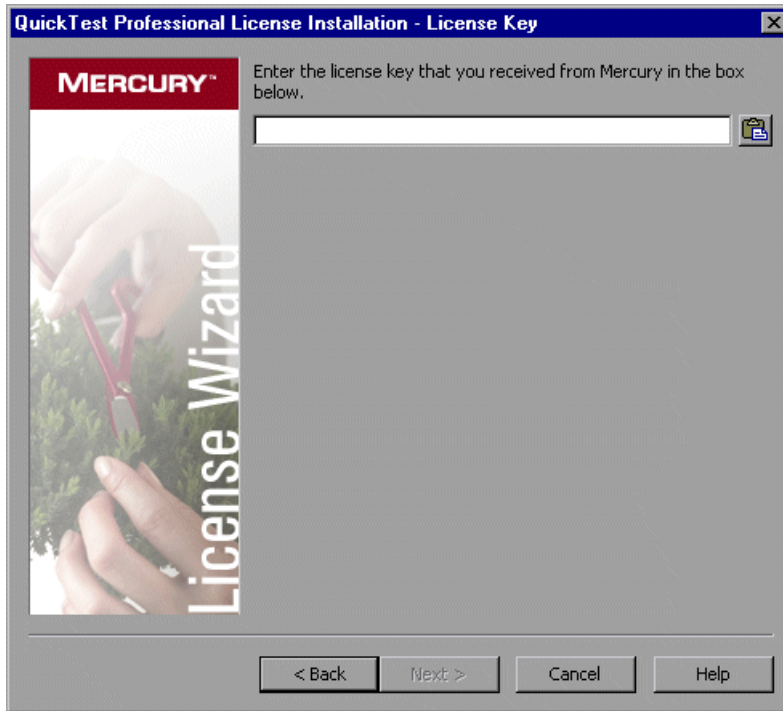 QuickTest Professional License Installation - License Key
MERCURY™
Enter the license key that you received from Mercury in the box
below.
License Wizard
< Back
Next >
Cancel
Help